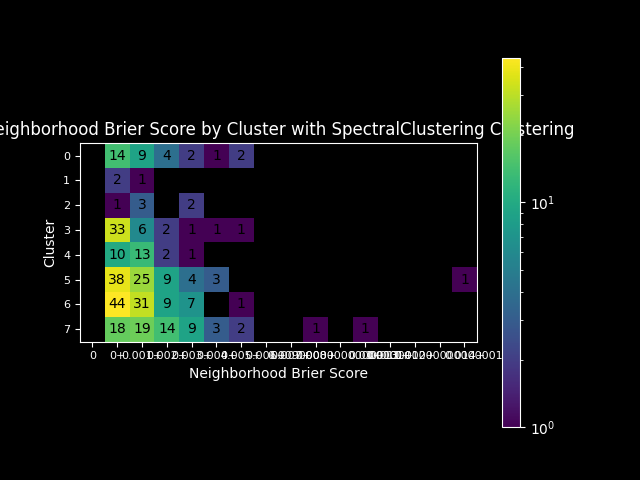 eighborhood Brier Score by Cluster with SpectralClustering C stering
0 14 9 4 2 1 2
1 2 1
2 1 3 2
3 33 6 2 1 1 1
4 10 13 2 1
5 38 25 9 4 3 1
6 44 31 9 7 1
7 18 19 14 9 3 2 1 1
0
Cluster
Neighborhood Brier Score
10^1
10^0